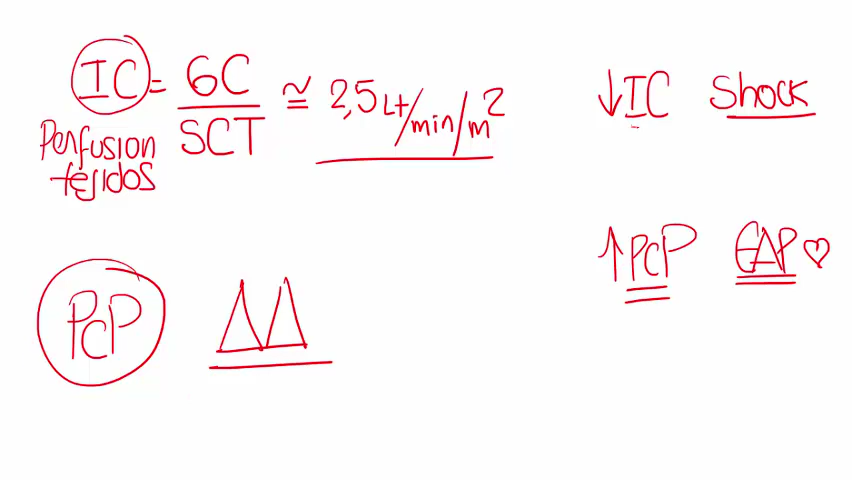 IC = GC / SCT ≅ 2,5 Lt/min/m²
Perfusion
tejidos
↓IC Shock
PCP
↑PCP EAP ♡